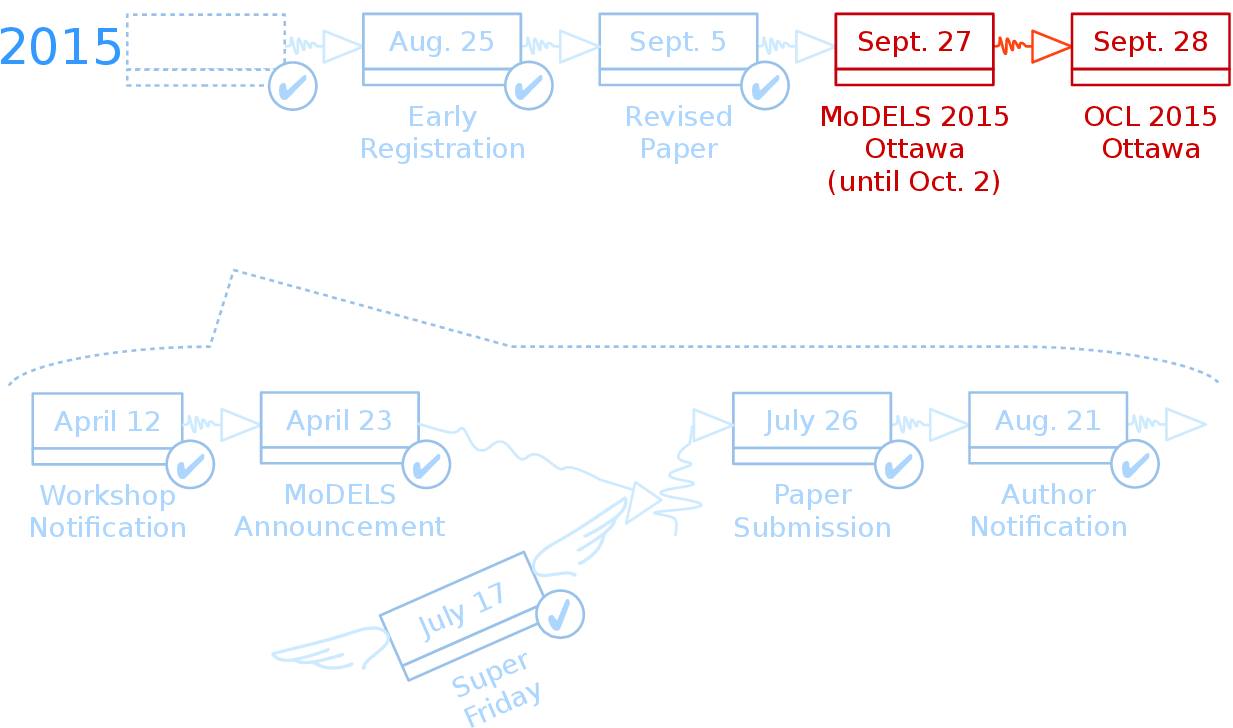 2015
Aug. 25
Sept. 5
Sept. 27
Sept. 28
Early
Registration
Revised
Paper
MoDELS 2015
Ottawa
(until Oct. 2)
OCL 2015
Ottawa
April 12
April 23
July 26
Aug. 21
Workshop
Notification
MoDELS
Announcement
Paper
Submission
Author
Notification
July 17
Super
Friday